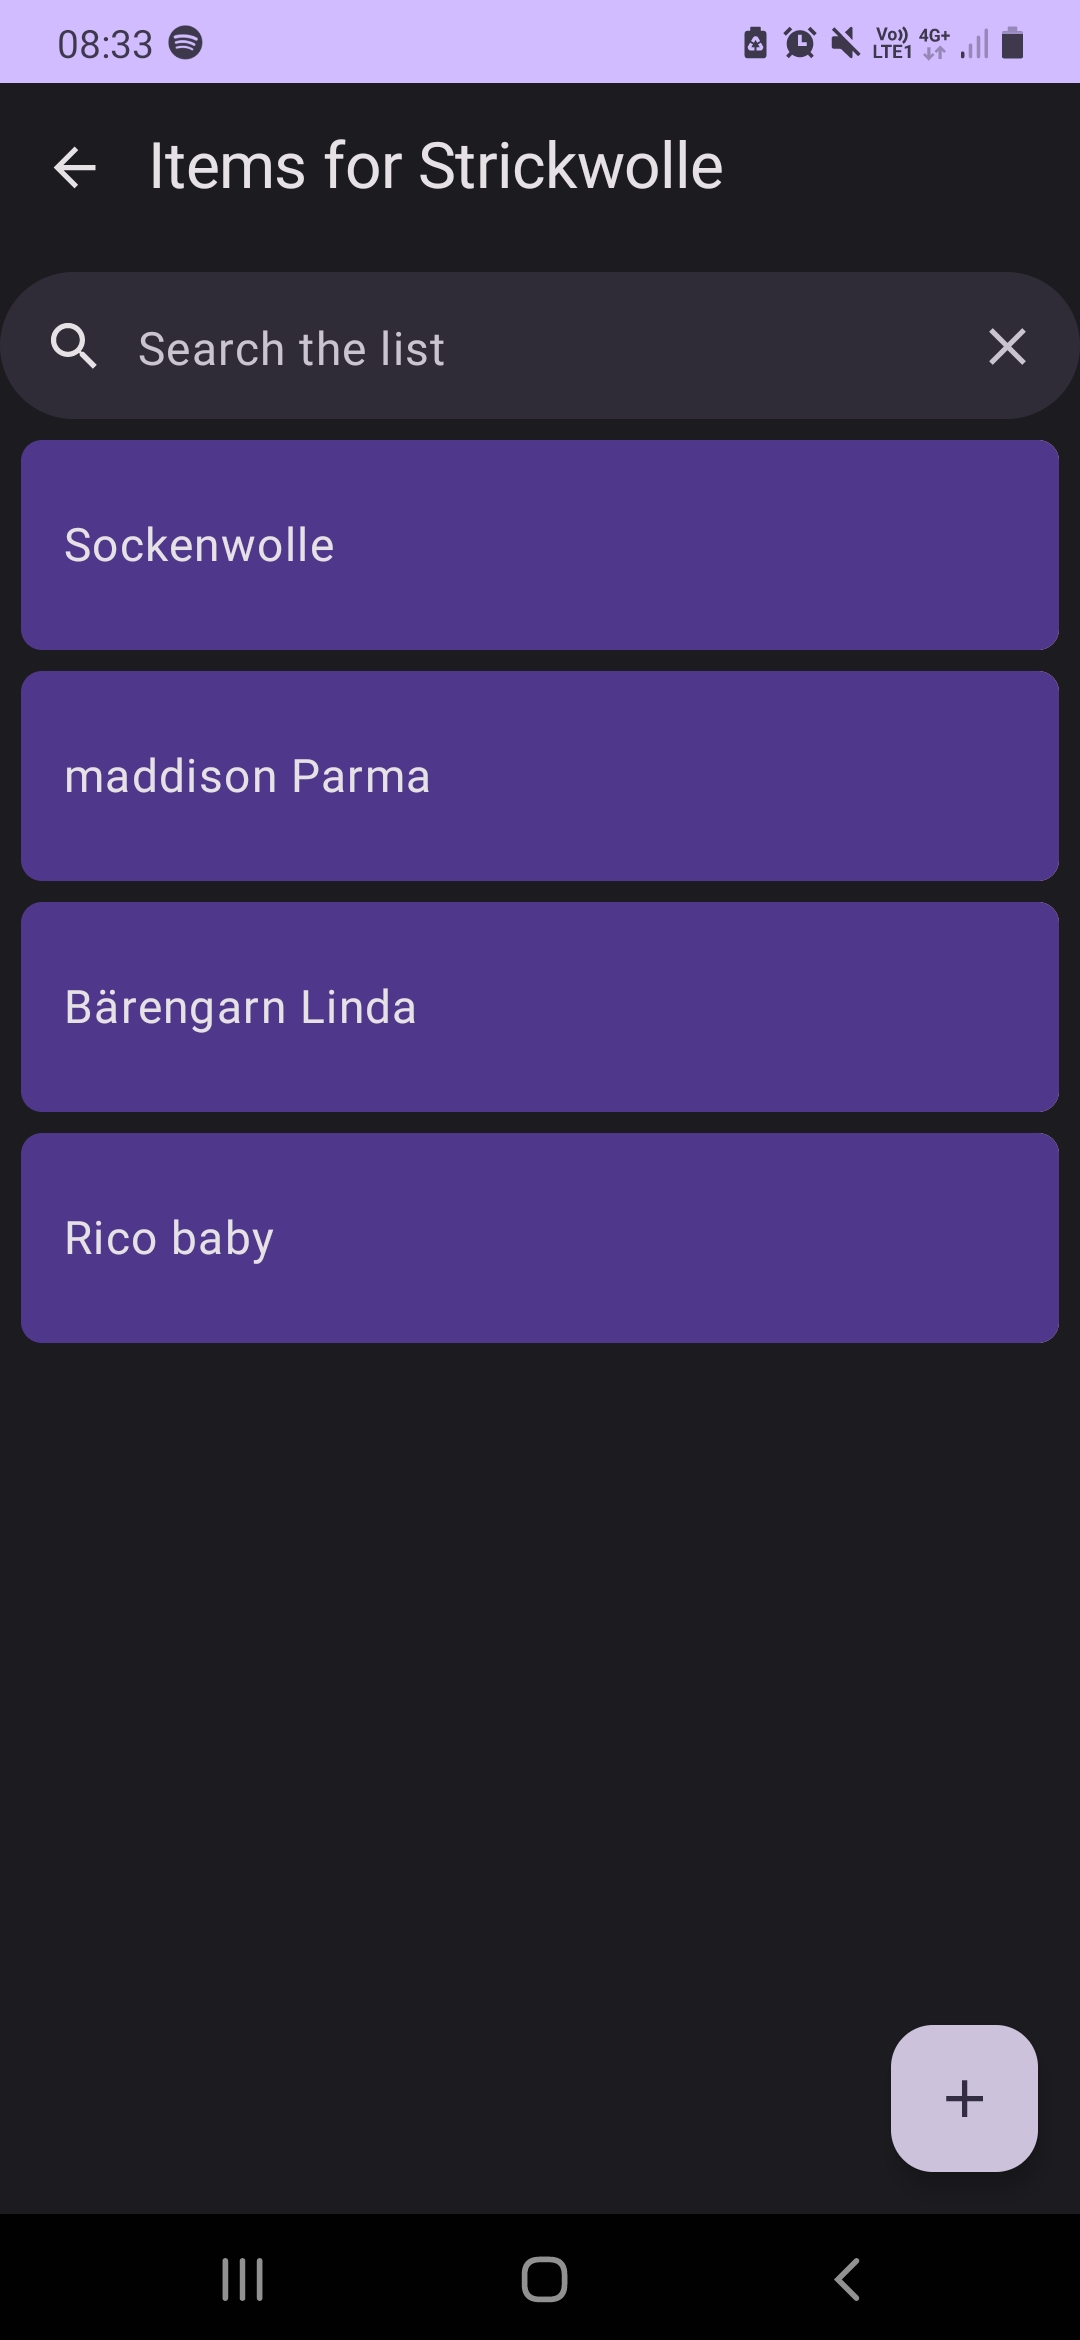 08:33
Vo)) 4G+
LTE1
Items for Strickwolle
Search the list
Sockenwolle
maddison Parma
Bärengarn Linda
Rico baby